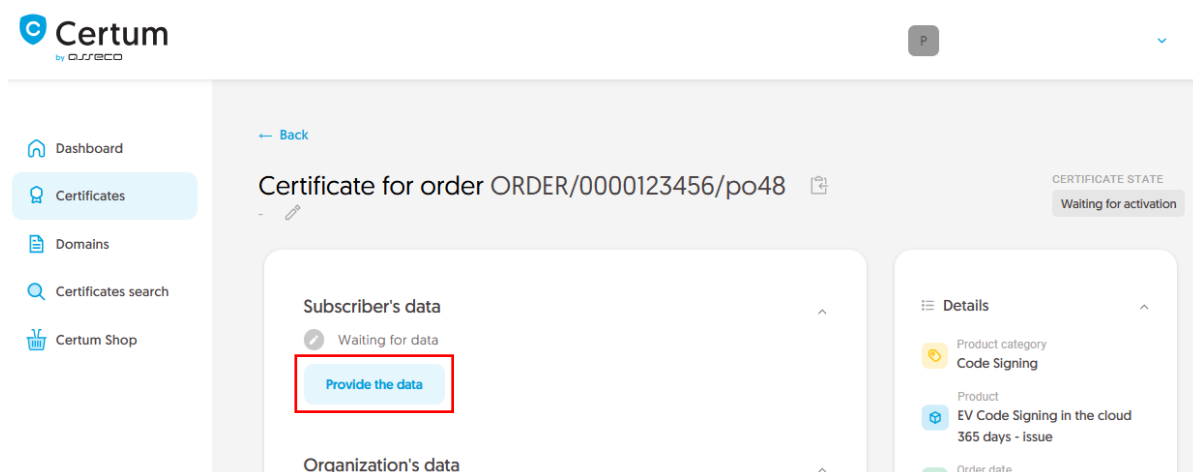 Certum
by asseco
P
Dashboard
Certificates
Domains
Certificates search
Certum Shop
← Back
Certificate for order ORDER/0000123456/po48
-
CERTIFICATE STATE
Waiting for activation
Subscriber's data
Waiting for data
Provide the data
Organization's data
Details
Product category
Code Signing
Product
EV Code Signing in the cloud
365 days - issue
Order date